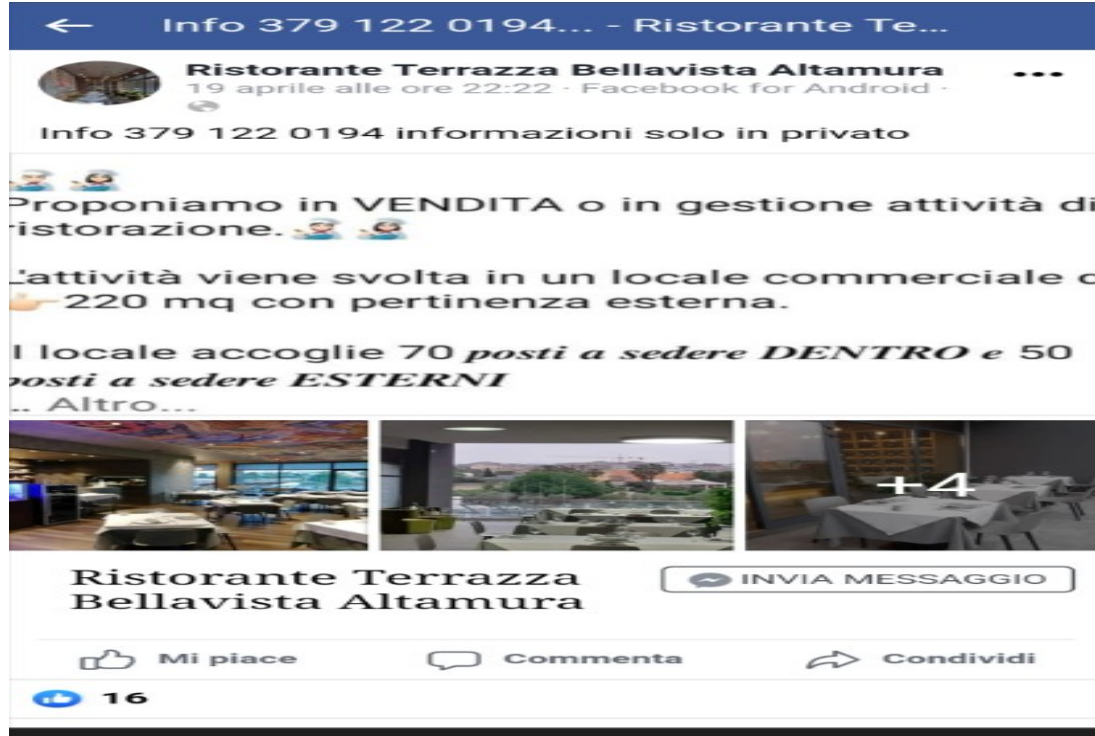 Info 379 122 0194... - Ristorante Te...
Ristorante Terrazza Bellavista Altamura
19 aprile alle ore 22:22 · Facebook for Android ·
Info 379 122 0194 informazioni solo in privato
Proponiamo in VENDITA o in gestione attività di
ristorazione.
L'attività viene svolta in un locale commerciale
👉🏻220 mq con pertinenza esterna.
l locale accoglie 70 posti a sedere DENTRO e 50
posti a sedere ESTERNI
... Altro...
+4
Ristorante Terrazza
Bellavista Altamura
INVIA MESSAGGIO
Mi piace Commenta Condividi
16